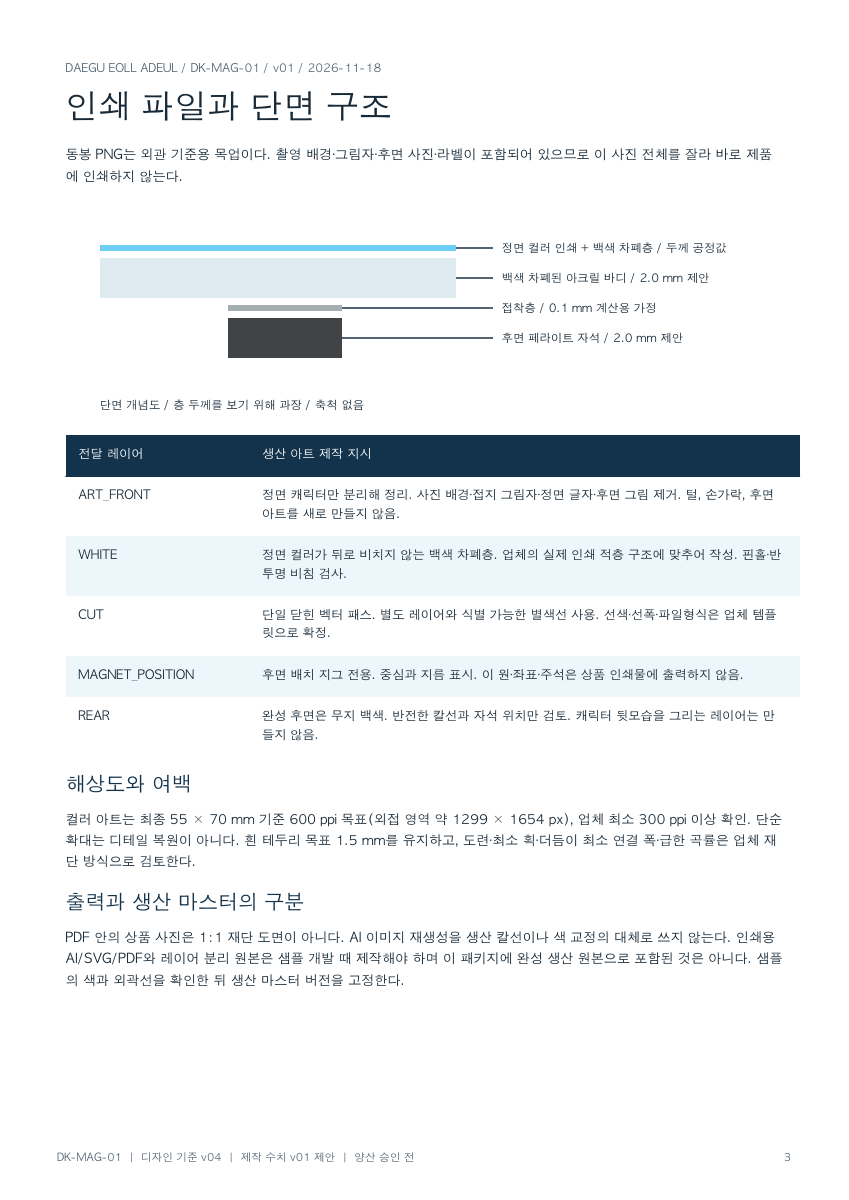 DAEGU EOLL ADEUL / DK-MAG-01 / v01 / 2026-11-18
인쇄 파일과 단면 구조
동봉 PNG는 외관 기준용 목업이다. 촬영 배경·그림자·후면 사진·라벨이 포함되어 있으므로 이 사진 전체를 잘라 바로 제품
에 인쇄하지 않는다.
정면 컬러 인쇄 + 백색 차폐층 / 두께 공정값
백색 차폐된 아크릴 바디 / 2.0 mm 제안
접착층 / 0.1 mm 계산용 가정
후면 페라이트 자석 / 2.0 mm 제안
단면 개념도 / 층 두께를 보기 위해 과장 / 축척 없음
전달 레이어 생산 아트 제작 지시
ART_FRONT 정면 캐릭터만 분리해 정리. 사진 배경·접지 그림자·정면 글자·후면 그림 제거. 털, 손가락, 후면
아트를 새로 만들지 않음.
WHITE 정면 컬러가 뒤로 비치지 않는 백색 차폐층. 업체의 실제 인쇄 적층 구조에 맞추어 작성. 핀홀·반
투명 비침 검사.
CUT 단일 닫힌 벡터 패스. 별도 레이어와 식별 가능한 별색선 사용. 선색·선폭·파일형식은 업체 템플
릿으로 확정.
MAGNET_POSITION 후면 배치 지그 전용. 중심과 지름 표시. 이 원·좌표·주석은 상품 인쇄물에 출력하지 않음.
REAR 완성 후면은 무지 백색. 반전한 칼선과 자석 위치만 검토. 캐릭터 뒷모습을 그리는 레이어는 만
들지 않음.
해상도와 여백
컬러 아트는 최종 55 × 70 mm 기준 600 ppi 목표(외접 영역 약 1299 × 1654 px), 업체 최소 300 ppi 이상 확인. 단순
확대는 디테일 복원이 아니다. 흰 테두리 목표 1.5 mm를 유지하고, 도련·최소 획·더듬이 최소 연결 폭·급한 곡률은 업체 재
단 방식으로 검토한다.
출력과 생산 마스터의 구분
PDF 안의 상품 사진은 1:1 재단 도면이 아니다. AI 이미지 재생성을 생산 칼선이나 색 교정의 대체로 쓰지 않는다. 인쇄용
AI/SVG/PDF와 레이어 분리 원본은 샘플 개발 때 제작해야 하며 이 패키지에 완성 생산 원본으로 포함된 것은 아니다. 샘플
의 색과 외곽선을 확인한 뒤 생산 마스터 버전을 고정한다.
DK-MAG-01 | 디자인 기준 v04 | 제작 수치 v01 제안 | 양산 승인 전 3